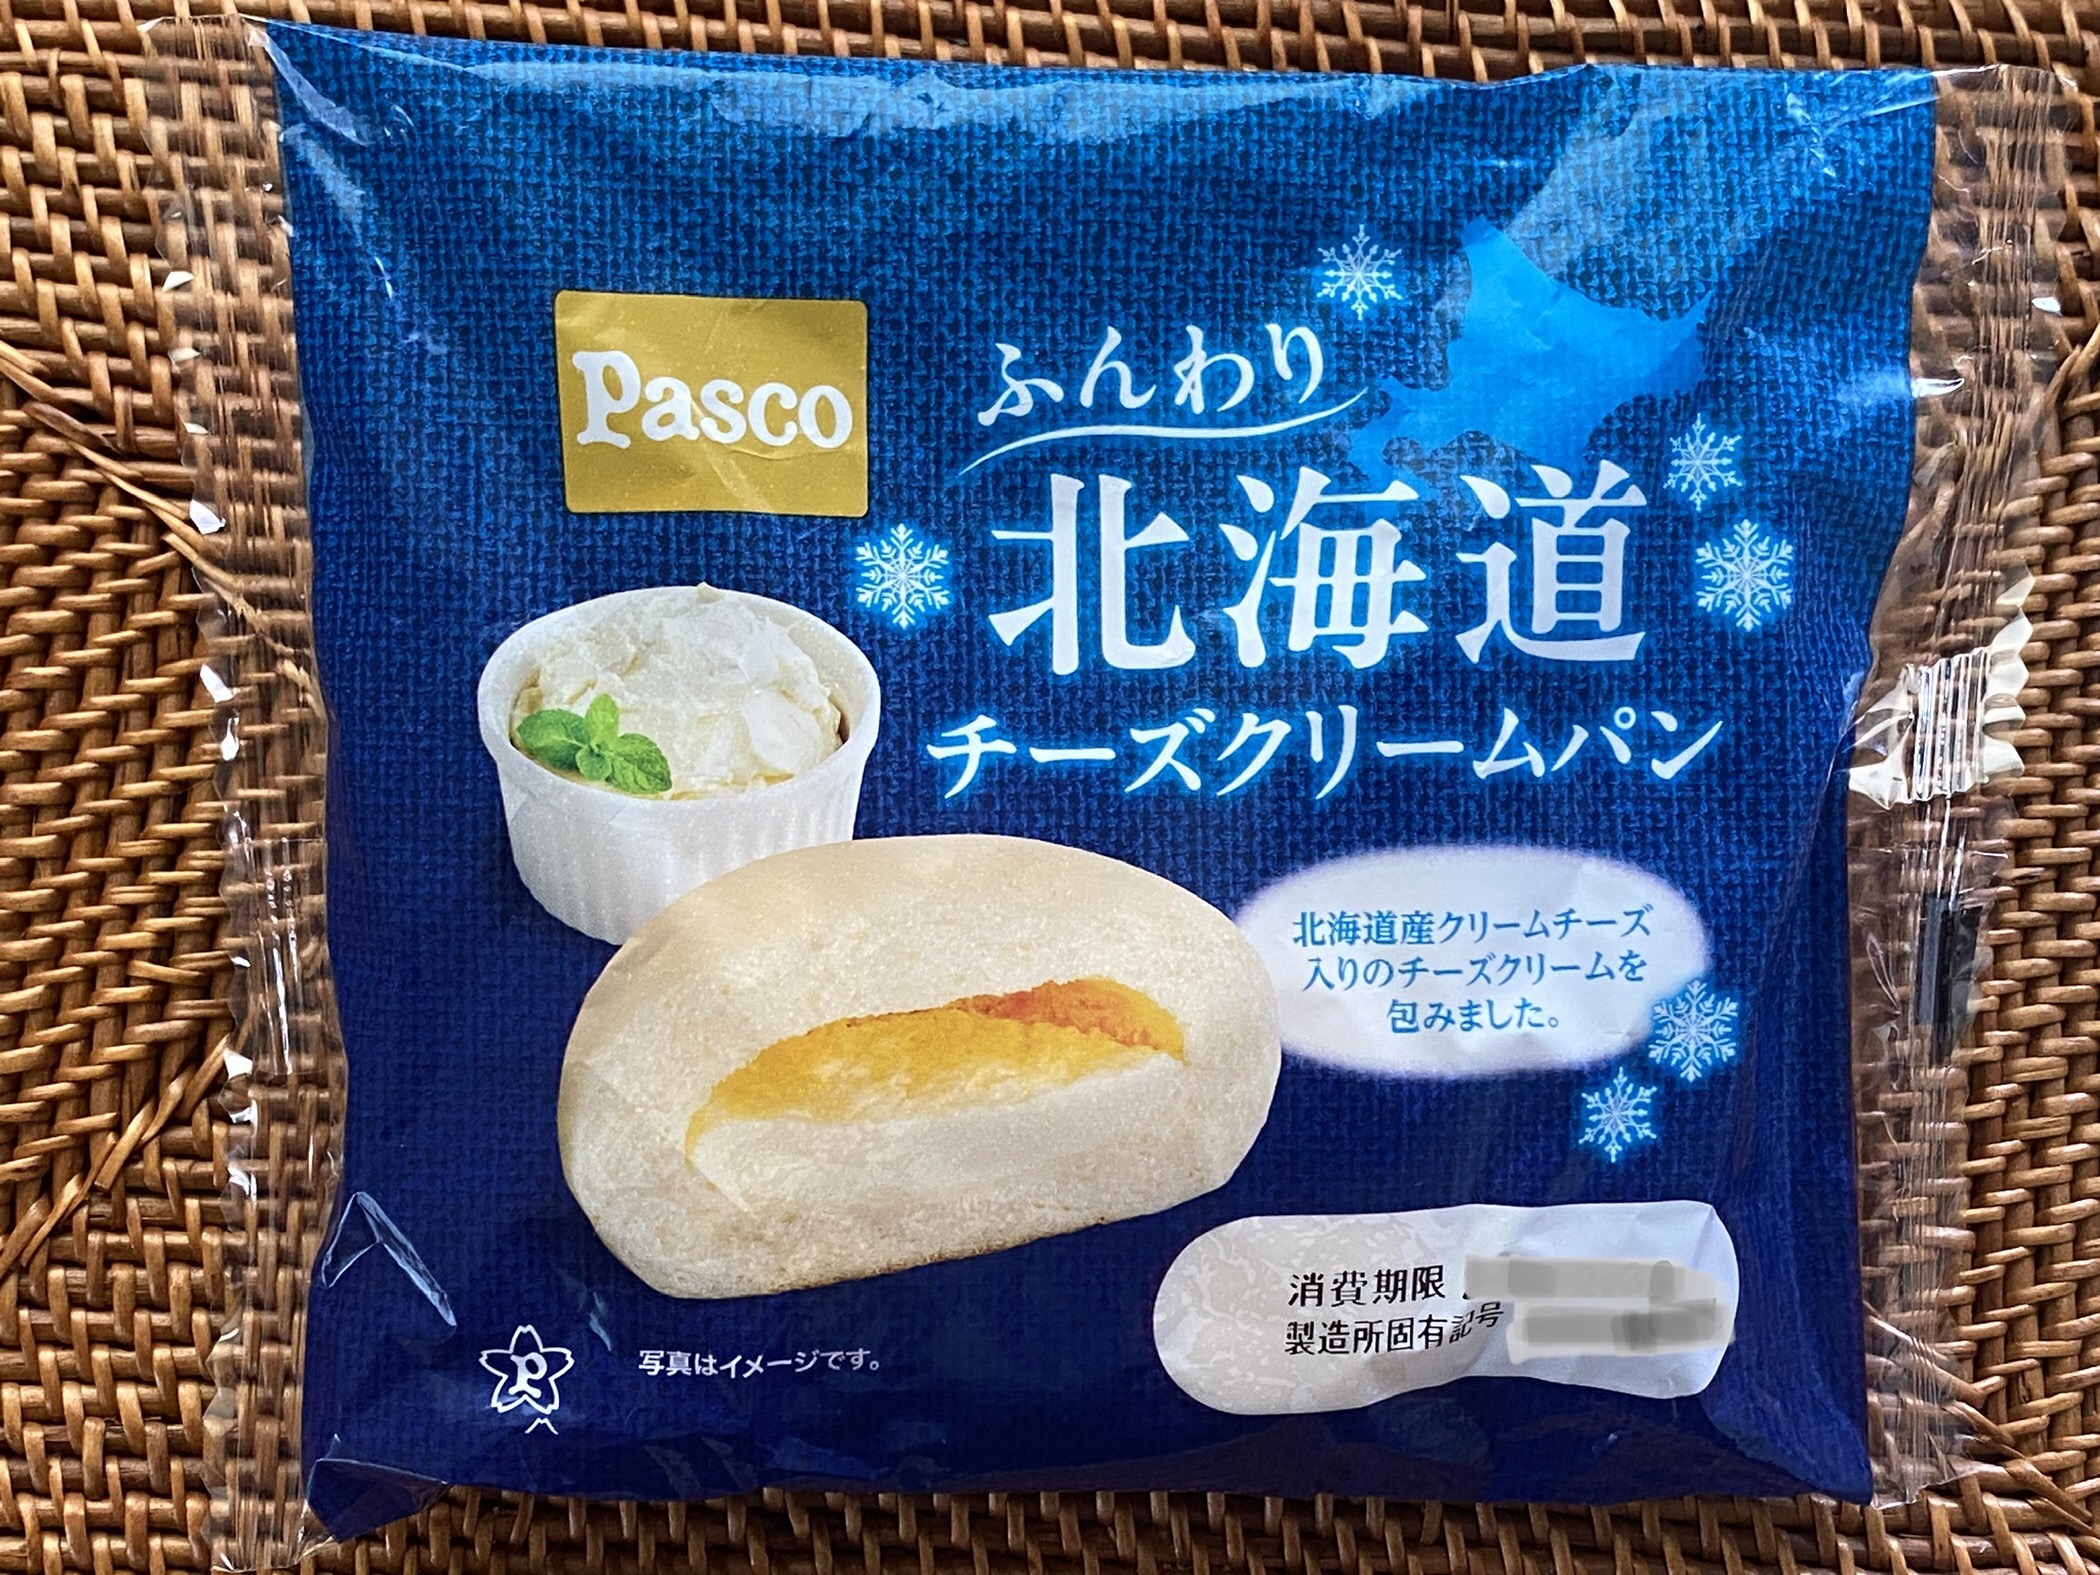 Pasco
ふんわり
北海道
チーズクリームパン
北海道産クリームチーズ
入りのチーズクリームを
包みました。
消費期限
製造所固有記号
写真はイメージです。
P